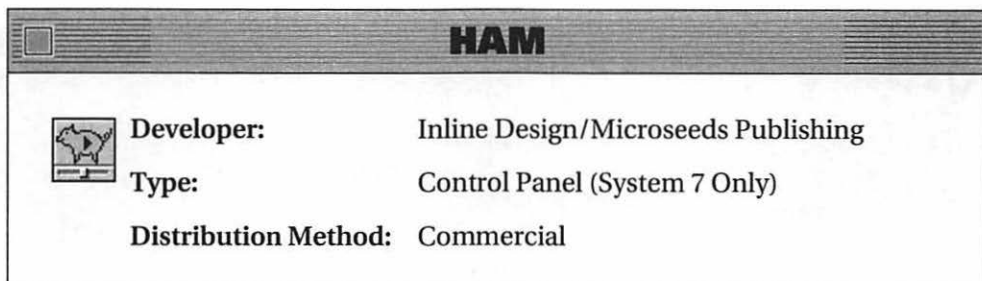 HAM
Developer: Inline Design/Microseeds Publishing
Type: Control Panel (System 7 Only)
Distribution Method: Commercial